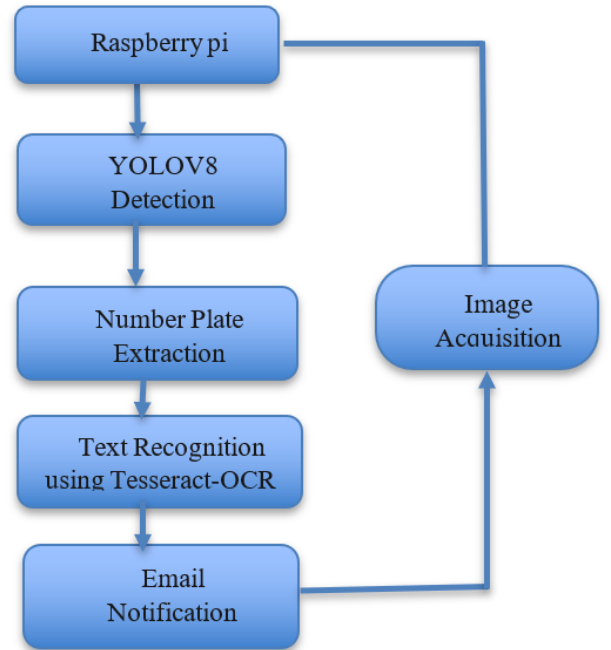 Raspberry pi
YOLOV8
Detection
Number Plate
Extraction
Image
Acquisition
Text Recognition
using Tesseract-OCR
Email
Notification